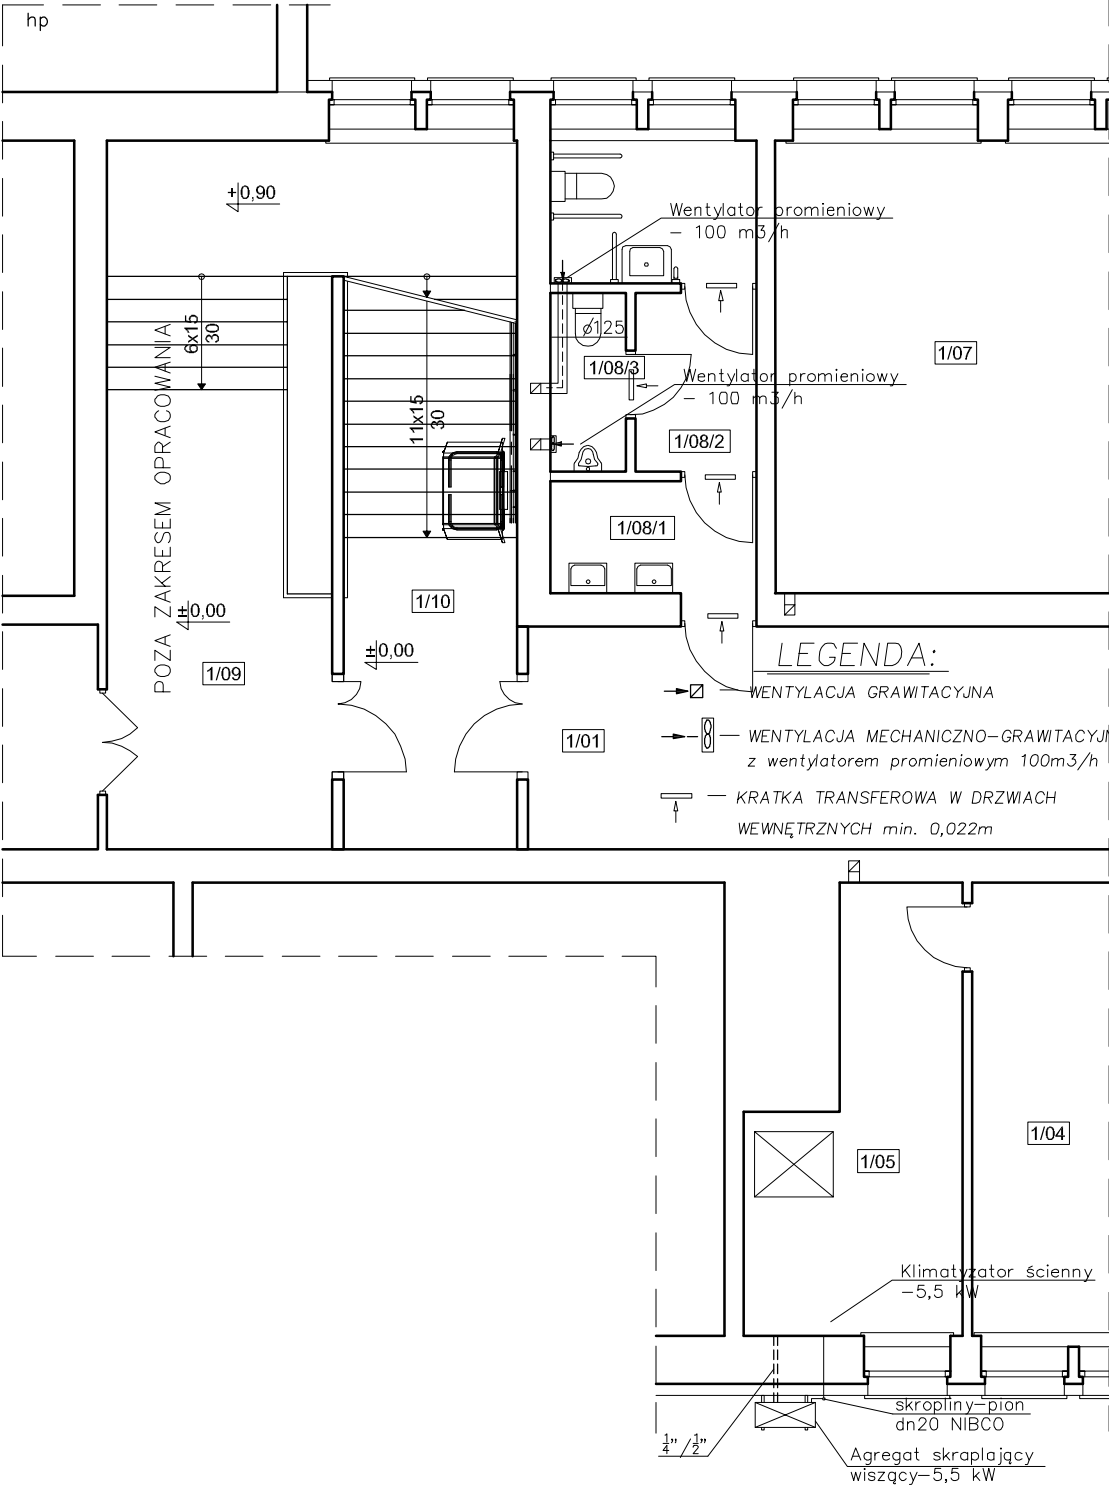 hp
+0,90
Wentylator promieniowy
- 100 m3/h
6x15
30
POZA ZAKRESEM OPRACOWANIA
11x15
30
ø125
1/08/3
Wentylator promieniowy
- 100 m3/h
1/07
1/08/2
1/08/1
1/10
±0,00
±0,00
1/09
1/01
LEGENDA:
WENTYLACJA GRAWITACYJNA
WENTYLACJA MECHANICZNO-GRAWITACYJN
z wentylatorem promieniowym 100m3/h
KRATKA TRANSFEROWA W DRZWIACH
WEWNĘTRZNYCH min. 0,022m
1/05
1/04
Klimatyzator ścienny
-5,5 kW
skropliny-pion
dn20 NIBCO
1/4"/1/2"
Agregat skraplający
wiszący-5,5 kW